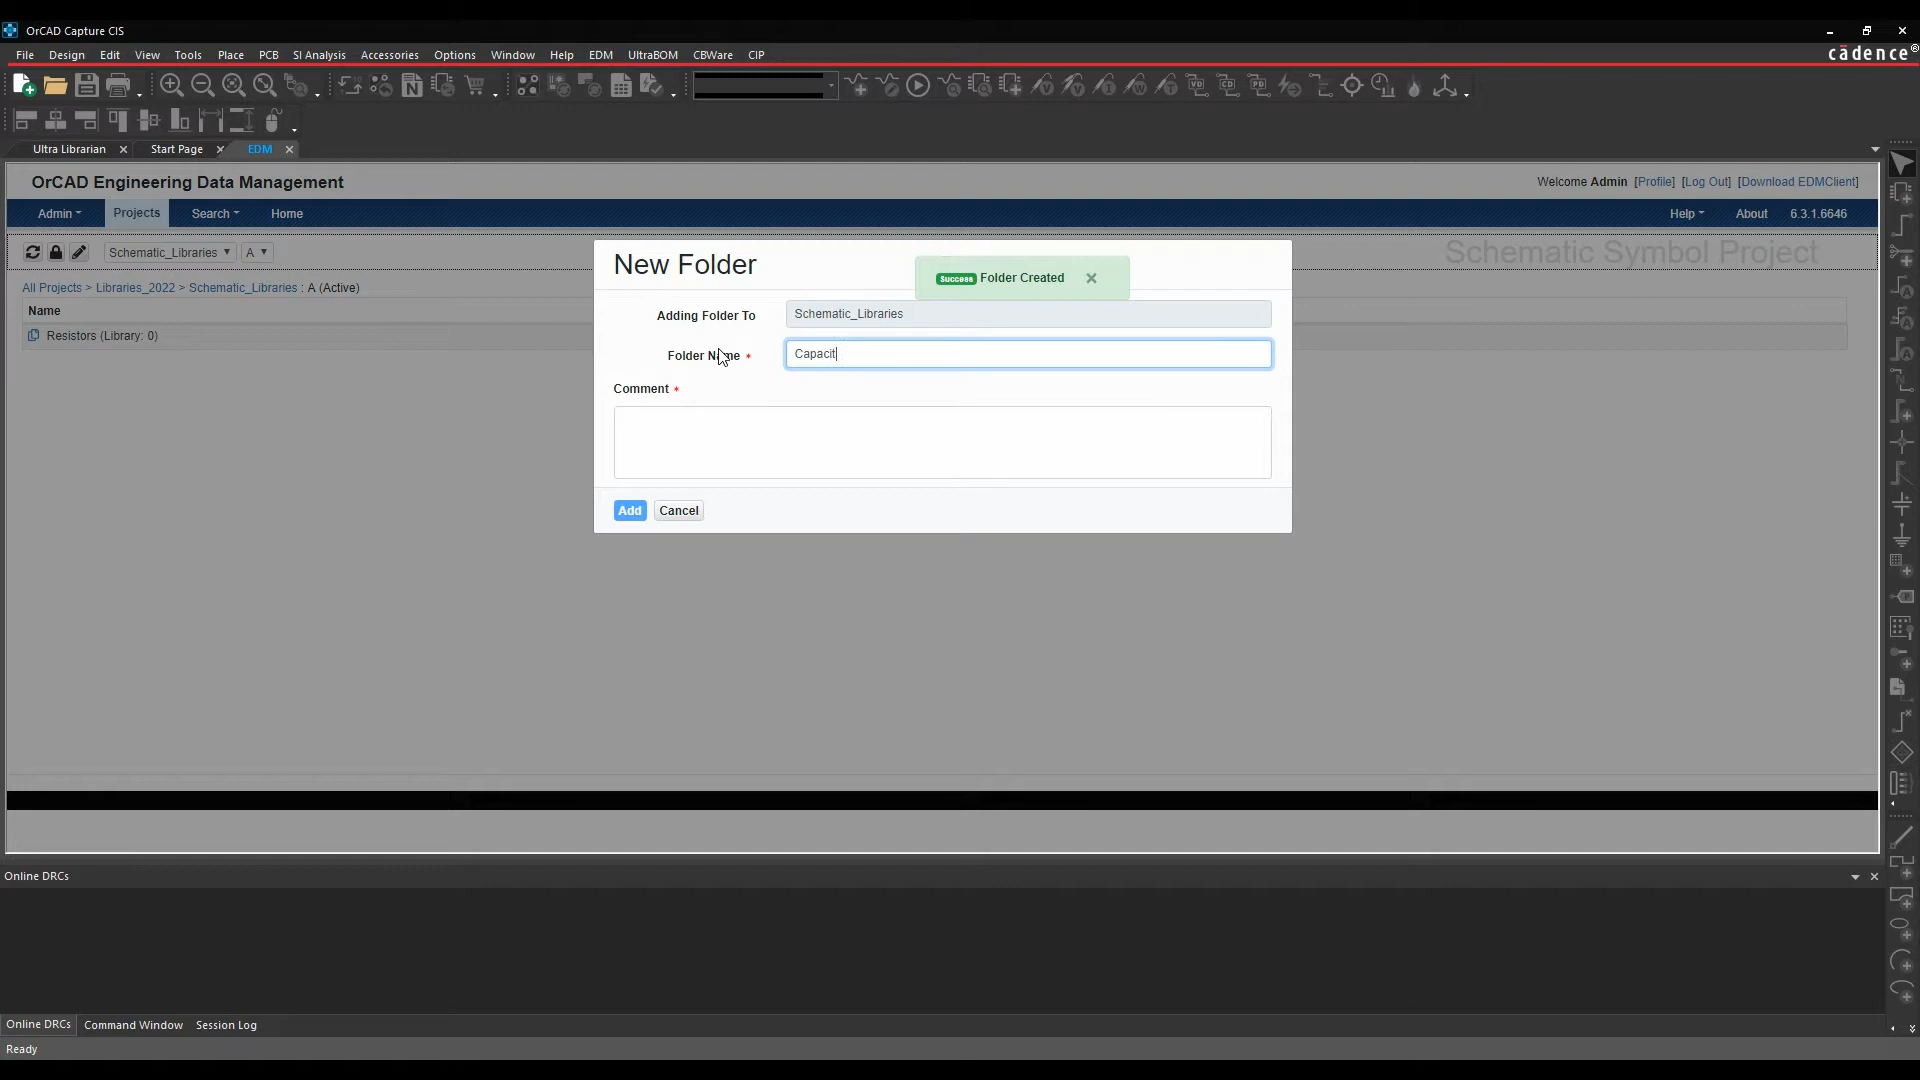 OrCAD Capture CIS
File Design Edit View Tools Place PCB SI Analysis Accessories Options Window Help EDM UltraBOM CBWare CIP
cādence®
Ultra Librarian Start Page EDM
OrCAD Engineering Data Management
Welcome Admin [Profile] [Log Out] [Download EDMClient]
Admin Projects Search Home
Help About 6.3.1.6646
Schematic_Libraries A
Schematic Symbol Project
All Projects > Libraries_2022 > Schematic_Libraries : A (Active)
Name
Resistors (Library: 0)
New Folder
Success Folder Created
Adding Folder To Schematic_Libraries
Folder Name * Capacit
Comment *
Add Cancel
Online DRCs
Online DRCs Command Window Session Log
Ready